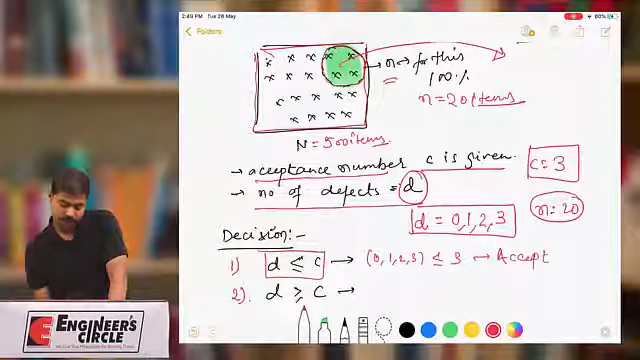 2:49 PM Tue 28 May
80%
Folders
n → for this
100%
n = 20 items
N = 500 items
→ acceptance number c is given.
c = 3
→ no of defects = d
n = 20
d = 0,1,2,3
Decision:-
1) d ≤ c → (0,1,2,3) ≤ 3 → Accept
2). d ≥ c →
ENGINEER'S
CIRCLE